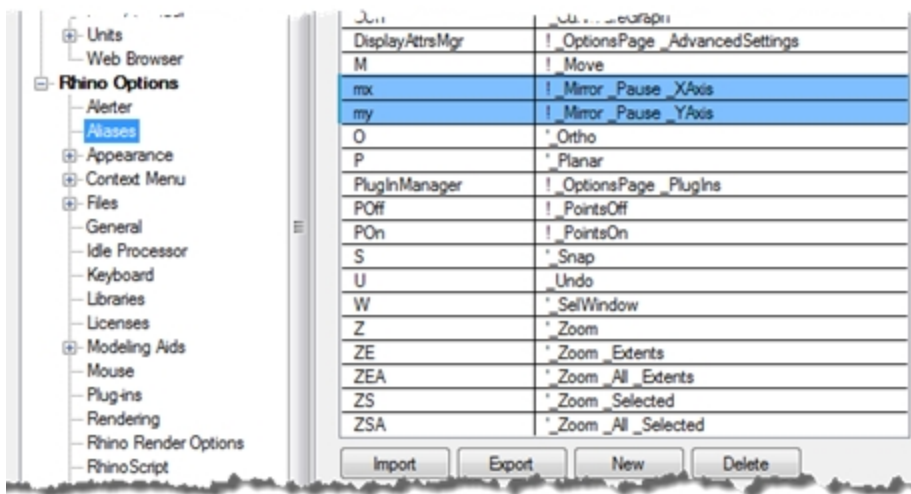 Units
Web Browser
Rhino Options
Alerter
Aliases
Appearance
Context Menu
Files
General
Idle Processor
Keyboard
Libraries
Licenses
Modeling Aids
Mouse
Plug-ins
Rendering
Rhino Render Options
RhinoScript
DisplayAttrsMgr ! _OptionsPage _AdvancedSettings
M ! _Move
mx ! _Mirror _Pause _XAxis
my ! _Mirror _Pause _YAxis
O '_Ortho
P '_Planar
PlugInManager ! _OptionsPage _PlugIns
POff ! _PointsOff
POn ! _PointsOn
S '_Snap
U _Undo
W '_SelWindow
Z '_Zoom
ZE '_Zoom _Extents
ZEA '_Zoom _All _Extents
ZS '_Zoom _Selected
ZSA '_Zoom _All _Selected
Import Export New Delete